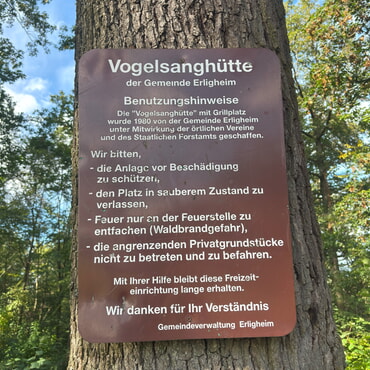 Vogelsanghütte
der Gemeinde Erligheim
Benutzungshinweise
Die "Vogelsanghütte" mit Grillplatz
wurde 1980 von der Gemeinde Erligheim
unter Mitwirkung der örtlichen Vereine
und des Staatlichen Forstamts geschaffen.
Wir bitten,
- die Anlage vor Beschädigung
zu schützen,
- den Platz in sauberem Zustand zu
verlassen,
- Feuer nur an der Feuerstelle zu
entfachen (Waldbrandgefahr),
- die angrenzenden Privatgrundstücke
nicht zu betreten und zu befahren.
Mit Ihrer Hilfe bleibt diese Freizeit-
einrichtung lange erhalten.
Wir danken für Ihr Verständnis
Gemeindeverwaltung Erligheim